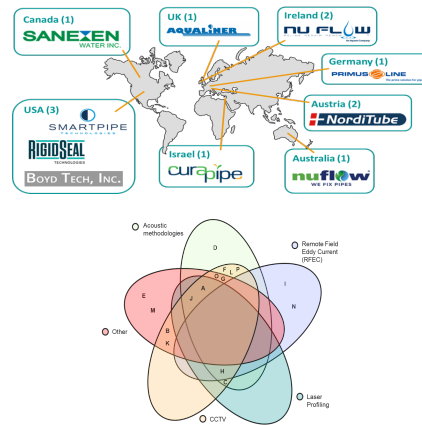 Canada (1)
SANEXEN
WATER INC.
UK (1)
AQUALINER
Ireland (2)
NU FLOW
Germany (1)
PRIMUS LINE
USA (3)
SMARTPIPE
TECHNOLOGIES
RIGIDSEAL
TECHNOLOGIES
BOYD TECH, INC.
Austria (2)
NordiTube
Israel (1)
curapipe
Australia (1)
nuflow
WE FIX PIPES
Acoustic
methodologies
D
Remote Field
Eddy Current
(RFEC)
F L P
O G
A
I
E
J
N
M
B
Other
K
H
C
Laser
Profiling
CCTV